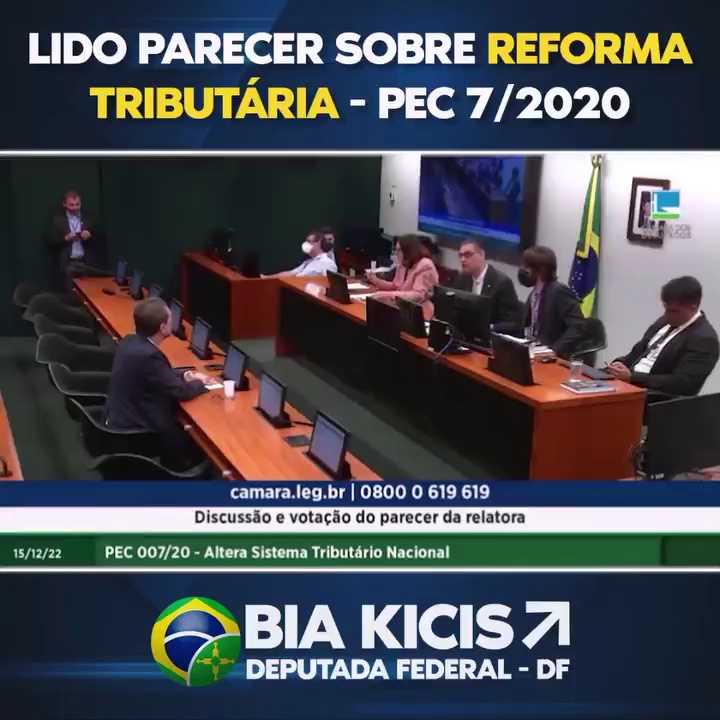 LIDO PARECER SOBRE REFORMA
TRIBUTÁRIA - PEC 7/2020
camara.leg.br | 0800 0 619 619
Discussão e votação do parecer da relatora
15/12/22 PEC 007/20 - Altera Sistema Tributário Nacional
BIA KICIS
DEPUTADA FEDERAL - DF